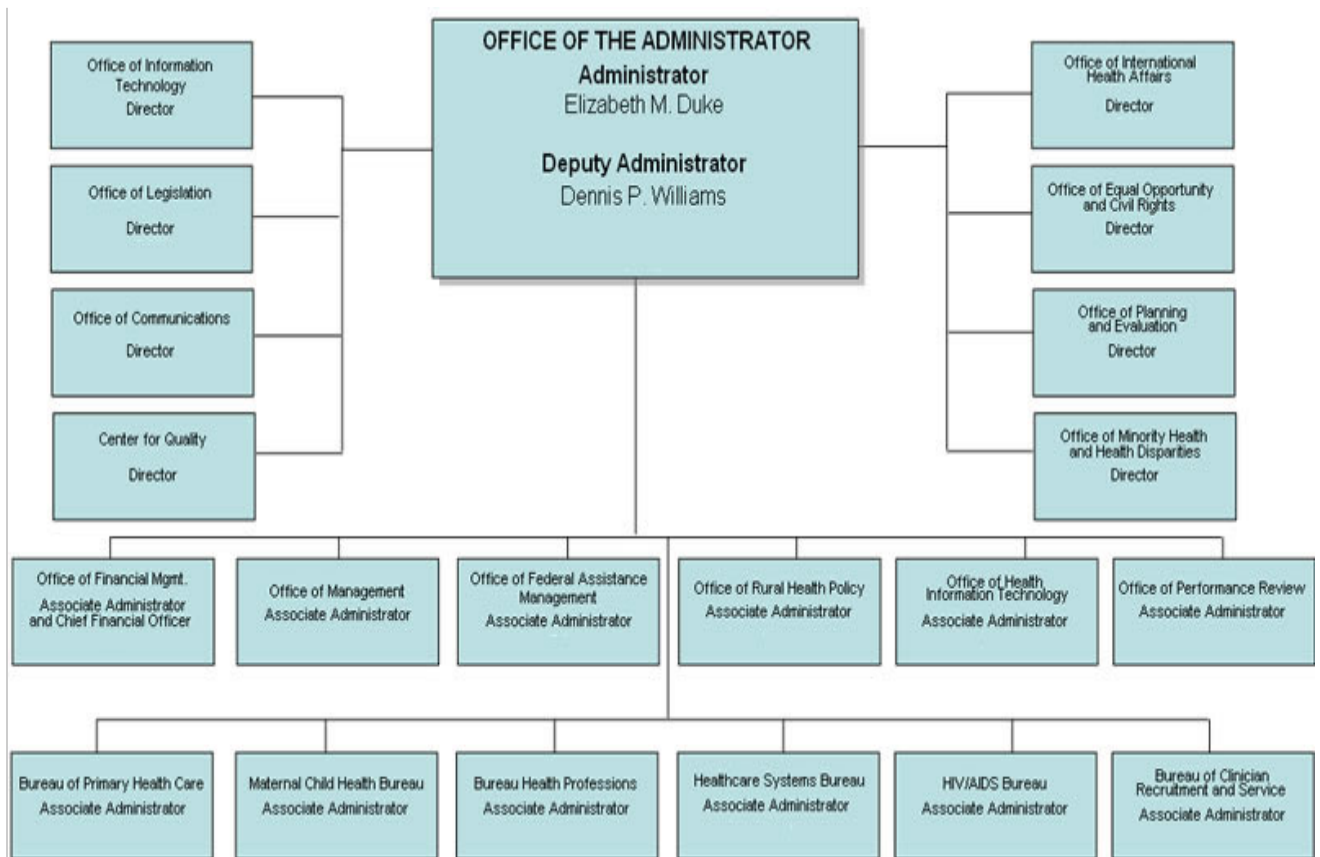 OFFICE OF THE ADMINISTRATOR
Administrator
Elizabeth M. Duke
Deputy Administrator
Dennis P. Williams
Office of Information
Technology
Director
Office of Legislation
Director
Office of Communications
Director
Center for Quality
Director
Office of International
Health Affairs
Director
Office of Equal Opportunity
and Civil Rights
Director
Office of Planning
and Evaluation
Director
Office of Minority Health
and Health Disparities
Director
Office of Financial Mgmt.
Associate Administrator
and Chief Financial Officer
Office of Management
Associate Administrator
Office of Federal Assistance
Management
Associate Administrator
Office of Rural Health Policy
Associate Administrator
Office of Health
Information Technology
Associate Administrator
Office of Performance Review
Associate Administrator
Bureau of Primary Health Care
Associate Administrator
Maternal Child Health Bureau
Associate Administrator
Bureau Health Professions
Associate Administrator
Healthcare Systems Bureau
Associate Administrator
HIV/AIDS Bureau
Associate Administrator
Bureau of Clinician
Recruitment and Service
Associate Administrator